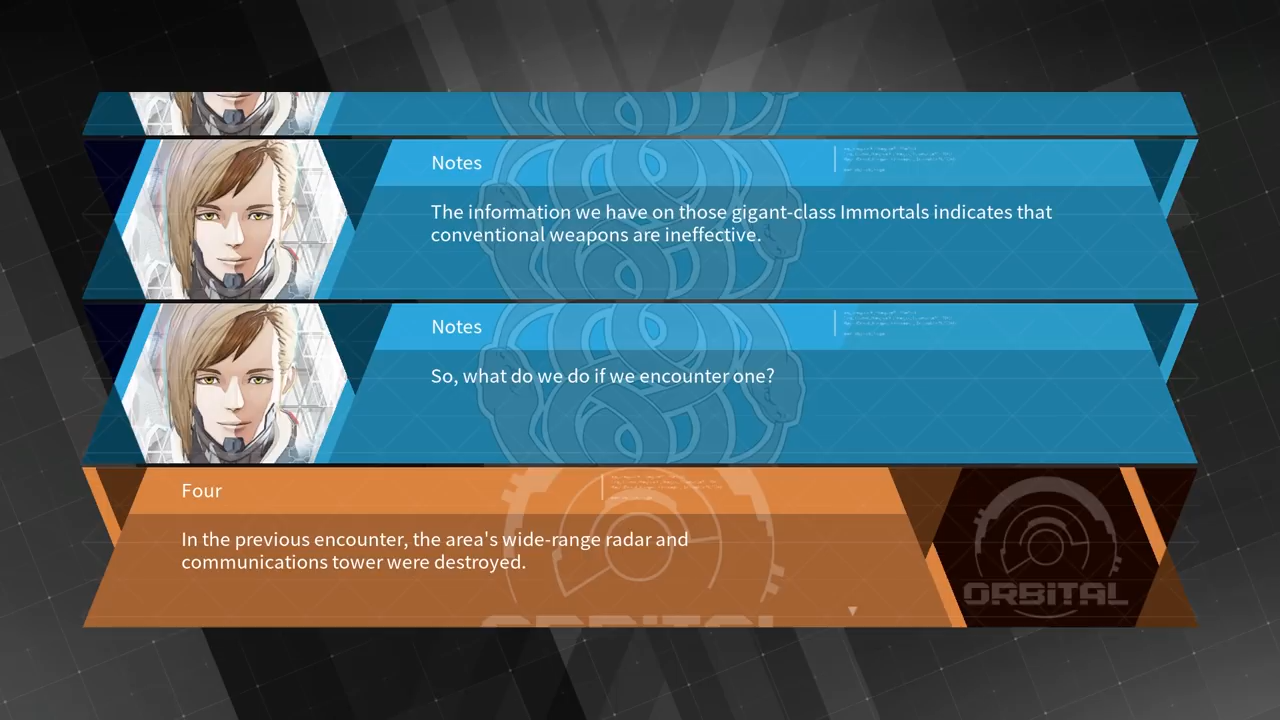 Notes
The information we have on those gigant-class Immortals indicates that
conventional weapons are ineffective.
Notes
So, what do we do if we encounter one?
Four
In the previous encounter, the area's wide-range radar and
communications tower were destroyed.
ORBITAL
ORBITAL